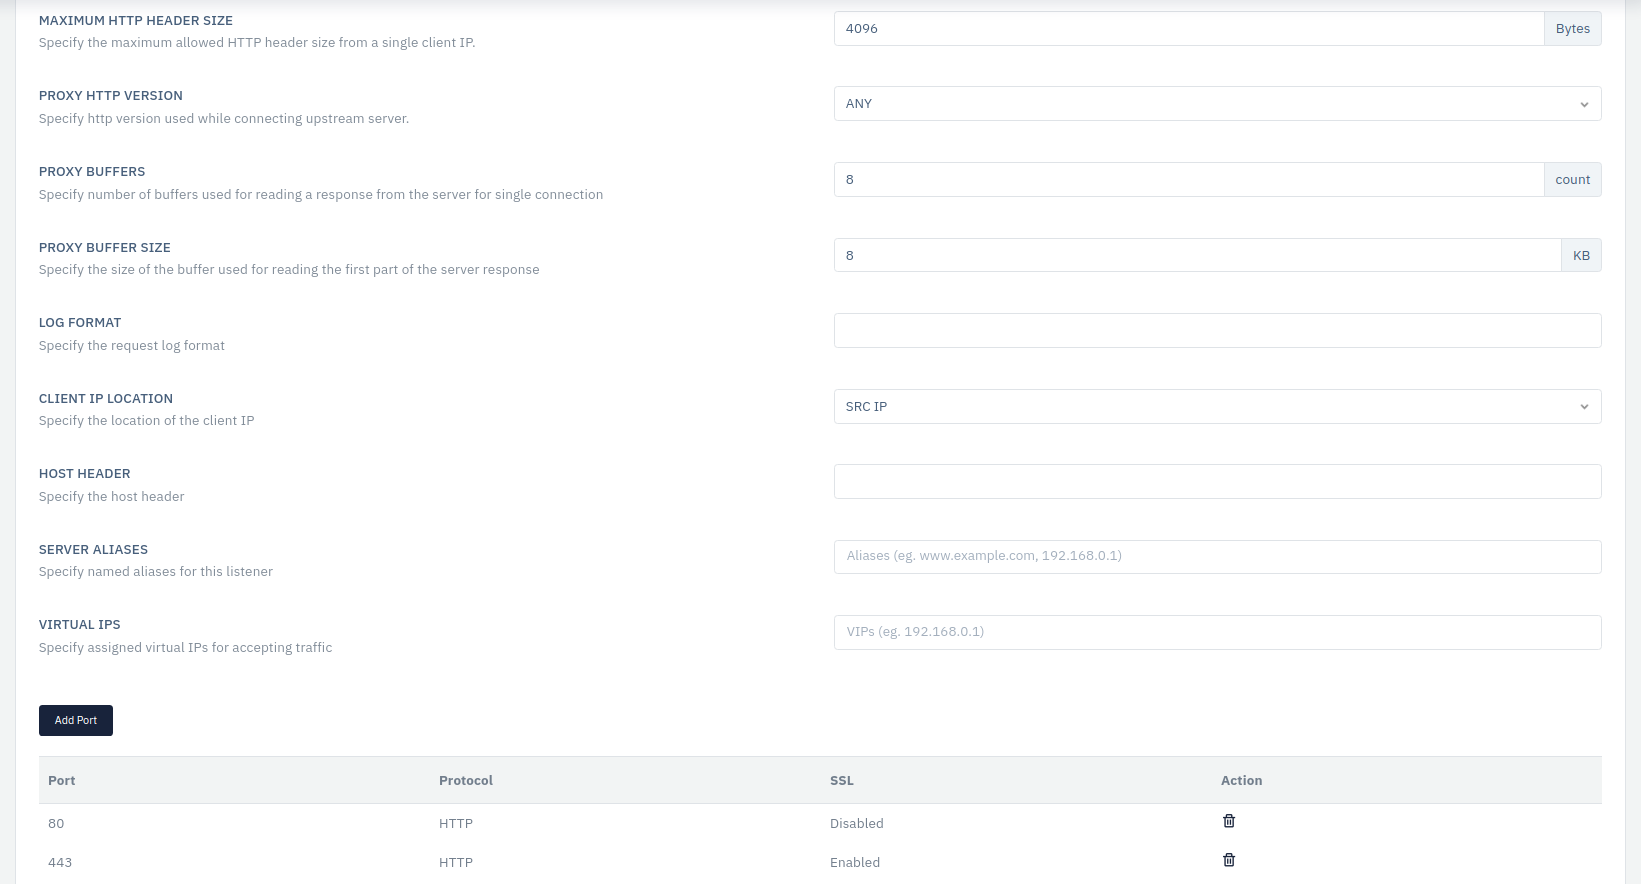 MAXIMUM HTTP HEADER SIZE
Specify the maximum allowed HTTP header size from a single client IP.
4096
Bytes
PROXY HTTP VERSION
Specify http version used while connecting upstream server.
ANY
PROXY BUFFERS
Specify number of buffers used for reading a response from the server for single connection
8
count
PROXY BUFFER SIZE
Specify the size of the buffer used for reading the first part of the server response
8
KB
LOG FORMAT
Specify the request log format
CLIENT IP LOCATION
Specify the location of the client IP
SRC IP
HOST HEADER
Specify the host header
SERVER ALIASES
Specify named aliases for this listener
Aliases (eg. www.example.com, 192.168.0.1)
VIRTUAL IPS
Specify assigned virtual IPs for accepting traffic
VIPs (eg. 192.168.0.1)
Add Port
Port Protocol SSL Action
80 HTTP Disabled
443 HTTP Enabled